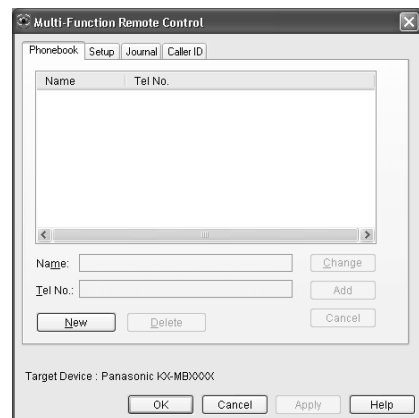 Multi-Function Remote Control
Phonebook Setup Journal Caller ID
Name Tel No.
Name: Change
Tel No.: Add
New Delete Cancel
Target Device : Panasonic KX-MBXXXX
OK Cancel Apply Help